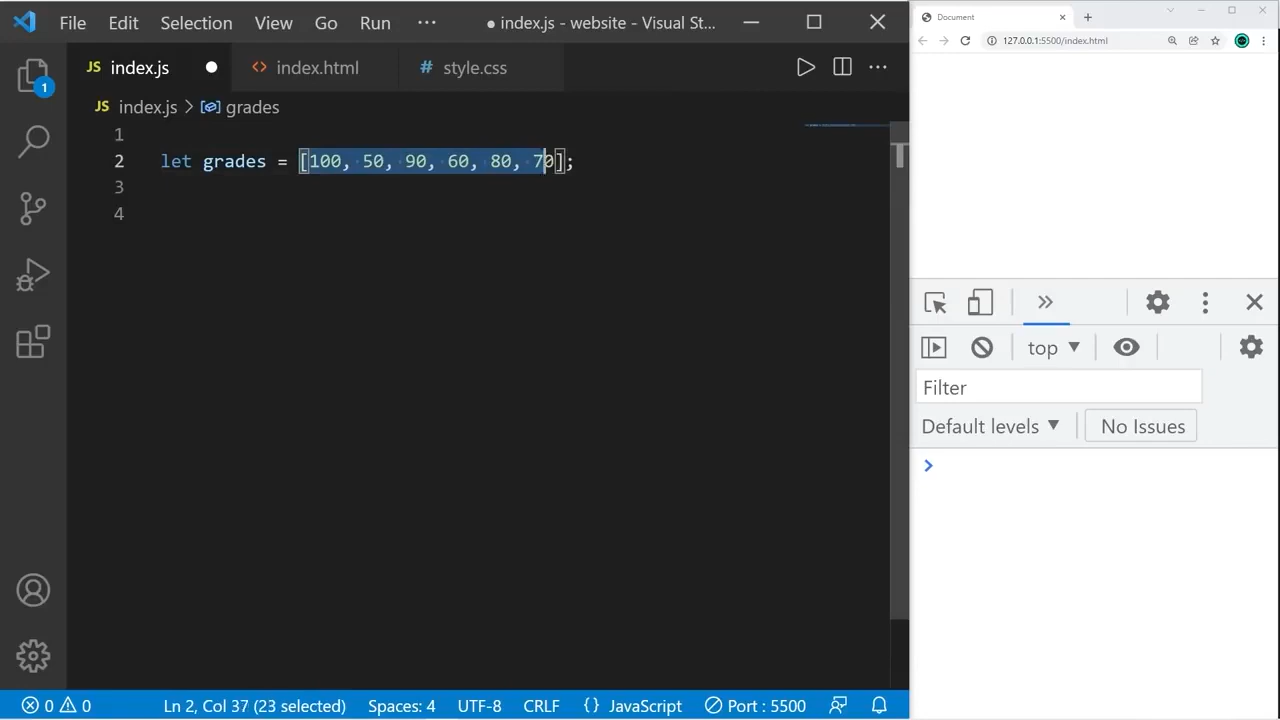 File Edit Selection View Go Run ··· ● index.js - website - Visual St...
JS index.js ● <> index.html # style.css ···
JS index.js > grades
1
2 let grades = [100, 50, 90, 60, 80, 70];
3
4
1
0 0 Ln 2, Col 37 (23 selected) Spaces: 4 UTF-8 CRLF {} JavaScript Port : 5500
Document
127.0.0.1:5500/index.html
top
Filter
Default levels No Issues